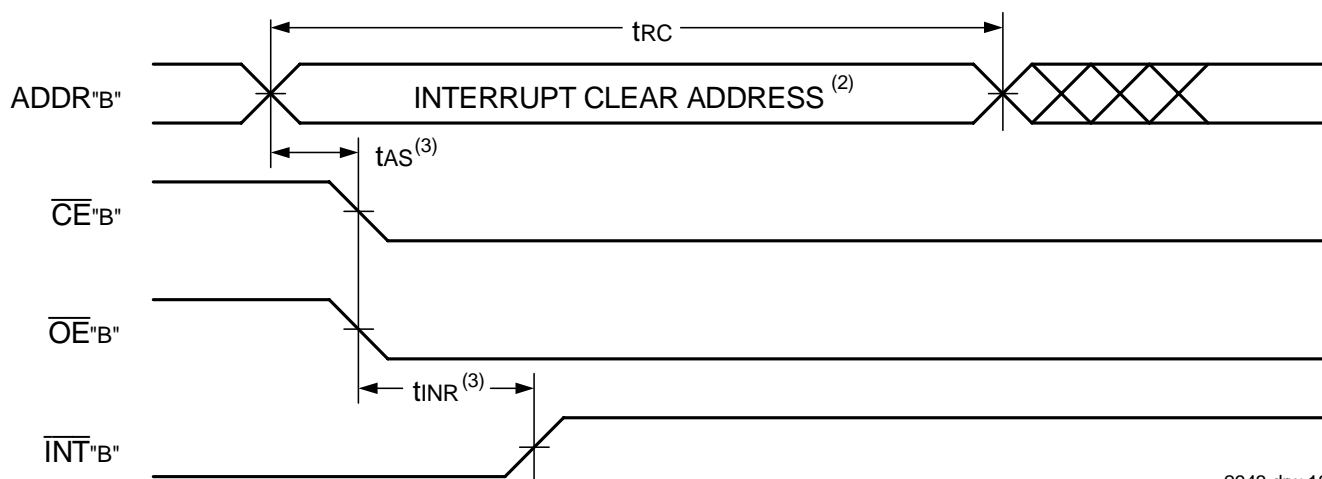 tRC
ADDR"B"
INTERRUPT CLEAR ADDRESS (2)
tAS(3)
CE"B"
OE"B"
tINR (3)
INT"B"